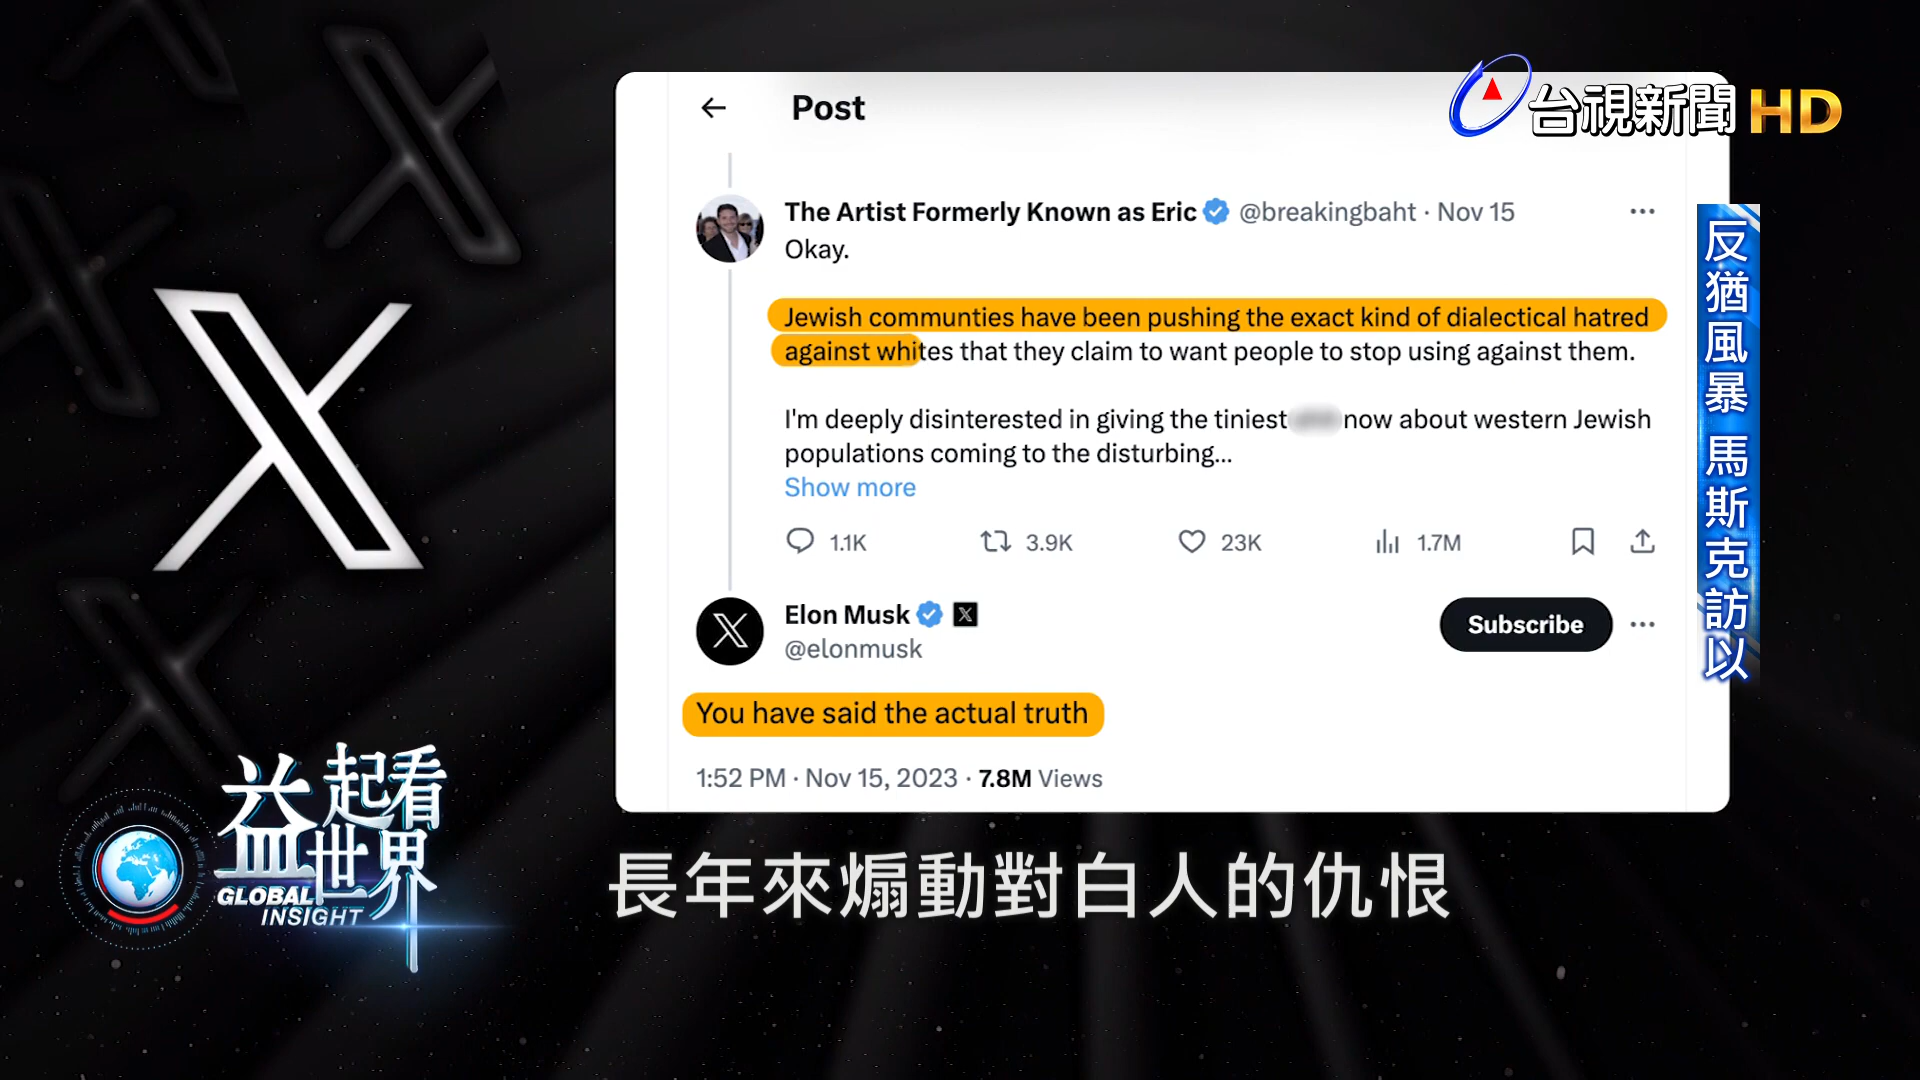 Post
台視新聞 HD
The Artist Formerly Known as Eric @breakingbaht · Nov 15
Okay.
Jewish communties have been pushing the exact kind of dialectical hatred
against whites that they claim to want people to stop using against them.
I'm deeply disinterested in giving the tiniest now about western Jewish
populations coming to the disturbing...
Show more
1.1K 3.9K 23K 1.7M
Elon Musk
@elonmusk
Subscribe
You have said the actual truth
1:52 PM · Nov 15, 2023 · 7.8M Views
反猶風暴 馬斯克訪以
益起看世界
GLOBAL
INSIGHT
長年來煽動對白人的仇恨